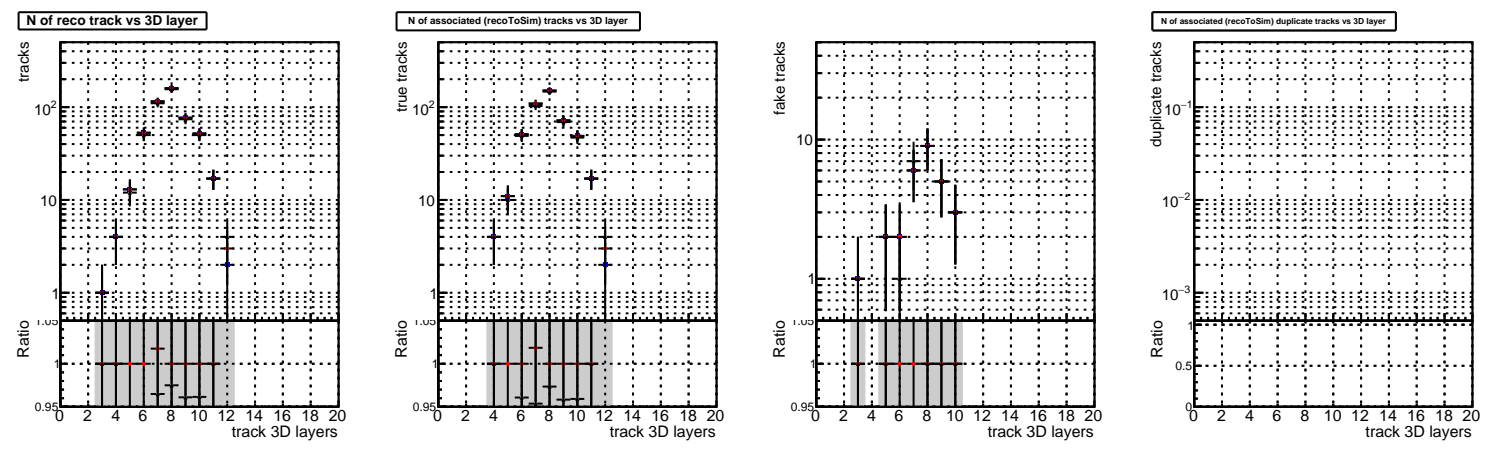 N of reco track vs 3D layer
tracks
10²
10
1
Ratio
1.05
1
0.95
0 2 4 6 8 10 12 14 16 18 20
track 3D layers
N of associated (recoToSim) tracks vs 3D layer
true tracks
10²
10
1
Ratio
1.05
1
0.95
0 2 4 6 8 10 12 14 16 18 20
track 3D layers
fake tracks
10
1
Ratio
1.05
1
0.95
0 2 4 6 8 10 12 14 16 18 20
track 3D layers
N of associated (recoToSim) duplicate tracks vs 3D layer
duplicate tracks
10⁻¹
10⁻²
10⁻³
Ratio
1
0.5
0
0 2 4 6 8 10 12 14 16 18 20
track 3D layers